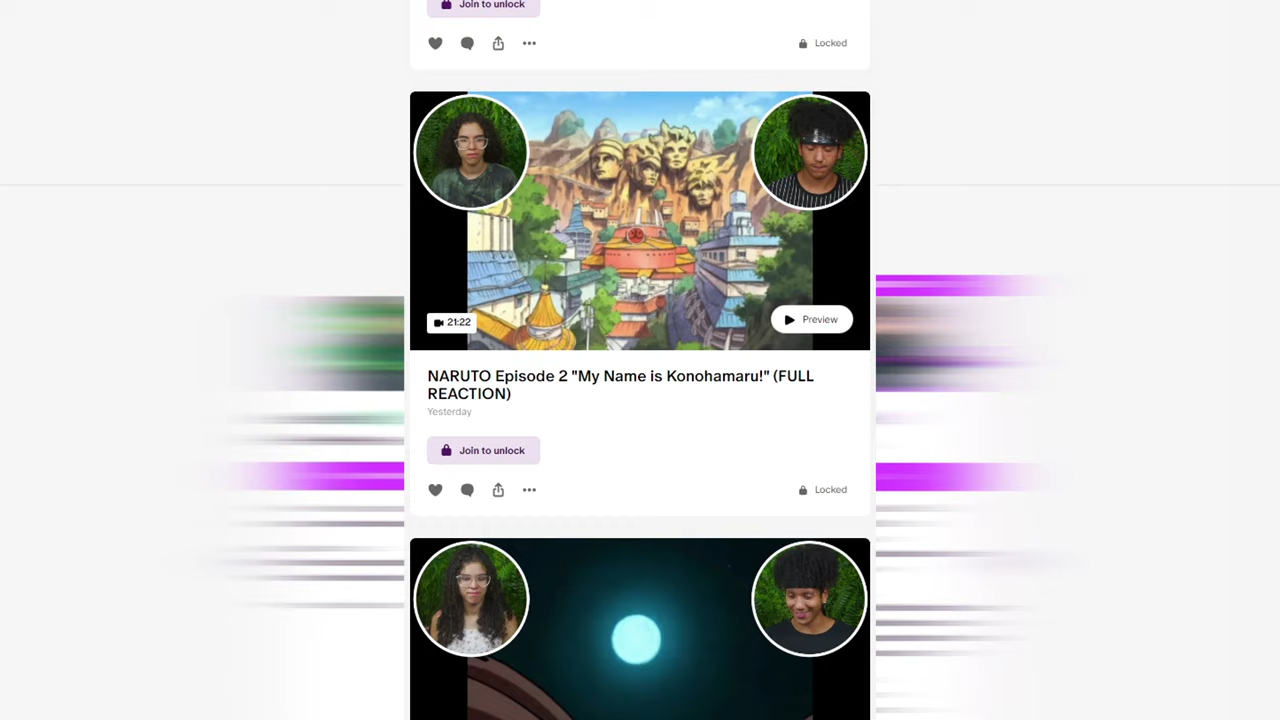 Join to unlock
Locked
21:22
Preview
NARUTO Episode 2 "My Name is Konohamaru!" (FULL
REACTION)
Yesterday
Join to unlock
Locked